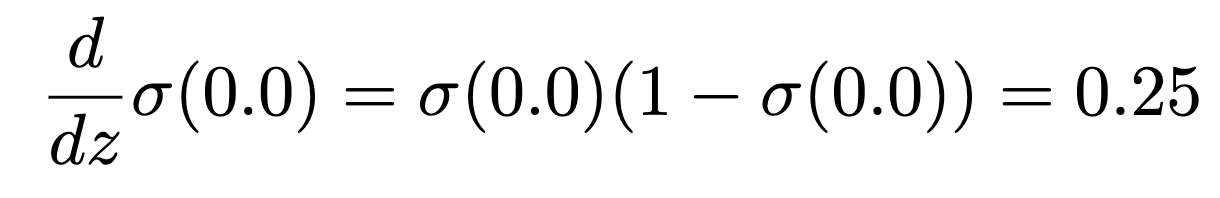 d/dz σ(0.0) = σ(0.0)(1 − σ(0.0)) = 0.25